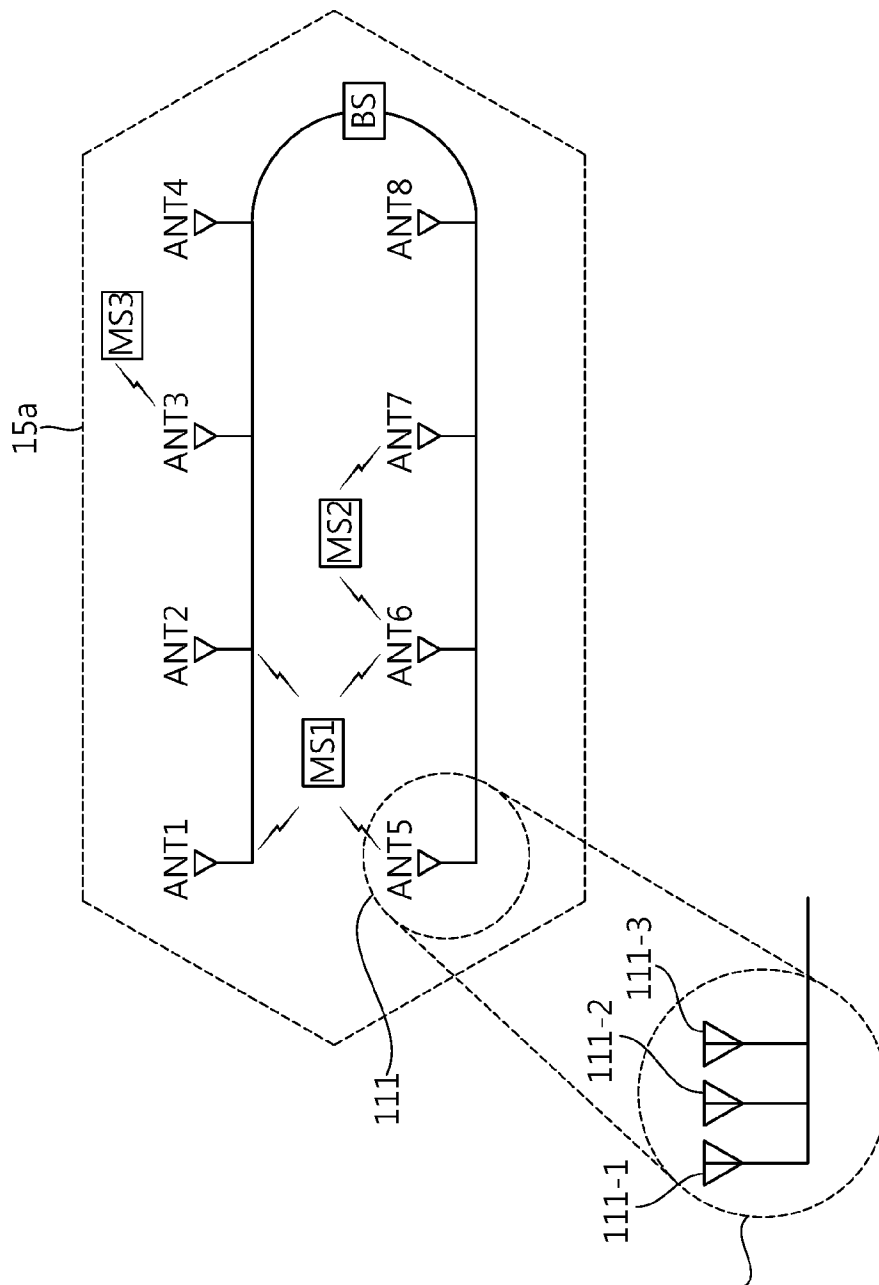 15a
MS3
ANT1
ANT2
ANT3
ANT4
BS
MS1
MS2
ANT5
ANT6
ANT7
ANT8
111
111-1
111-2
111-3